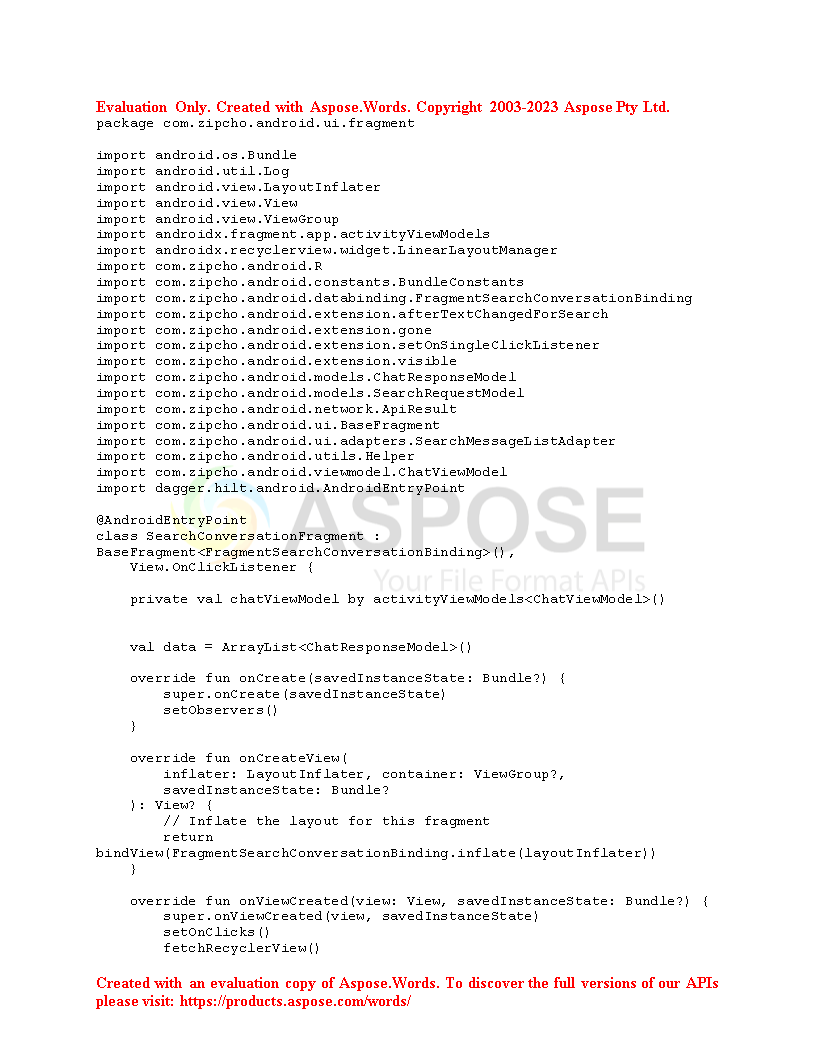 Evaluation Only. Created with Aspose.Words. Copyright 2003-2023 Aspose Pty Ltd.
package com.zipcho.android.ui.fragment
import android.os.Bundle
import android.util.Log
import android.view.LayoutInflater
import android.view.View
import android.view.ViewGroup
import androidx.fragment.app.activityViewModels
import androidx.recyclerview.widget.LinearLayoutManager
import com.zipcho.android.R
import com.zipcho.android.constants.BundleConstants
import com.zipcho.android.databinding.FragmentSearchConversationBinding
import com.zipcho.android.extension.afterTextChangedForSearch
import com.zipcho.android.extension.gone
import com.zipcho.android.extension.setOnSingleClickListener
import com.zipcho.android.extension.visible
import com.zipcho.android.models.ChatResponseModel
import com.zipcho.android.models.SearchRequestModel
import com.zipcho.android.network.ApiResult
import com.zipcho.android.ui.BaseFragment
import com.zipcho.android.ui.adapters.SearchMessageListAdapter
import com.zipcho.android.utils.Helper
import com.zipcho.android.viewmodel.ChatViewModel
import dagger.hilt.android.AndroidEntryPoint
ASPOSE
Your File Format APIs
@AndroidEntryPoint
class SearchConversationFragment :
BaseFragment<FragmentSearchConversationBinding>(),
    View.OnClickListener {
    private val chatViewModel by activityViewModels<ChatViewModel>()
    val data = ArrayList<ChatResponseModel>()
    override fun onCreate(savedInstanceState: Bundle?) {
        super.onCreate(savedInstanceState)
        setObservers()
    }
    override fun onCreateView(
        inflater: LayoutInflater, container: ViewGroup?,
        savedInstanceState: Bundle?
    ): View? {
        // Inflate the layout for this fragment
        return
bindView(FragmentSearchConversationBinding.inflate(layoutInflater))
    }
    override fun onViewCreated(view: View, savedInstanceState: Bundle?) {
        super.onViewCreated(view, savedInstanceState)
        setOnClicks()
        fetchRecyclerView()
Created with an evaluation copy of Aspose.Words. To discover the full versions of our APIs
please visit: https://products.aspose.com/words/